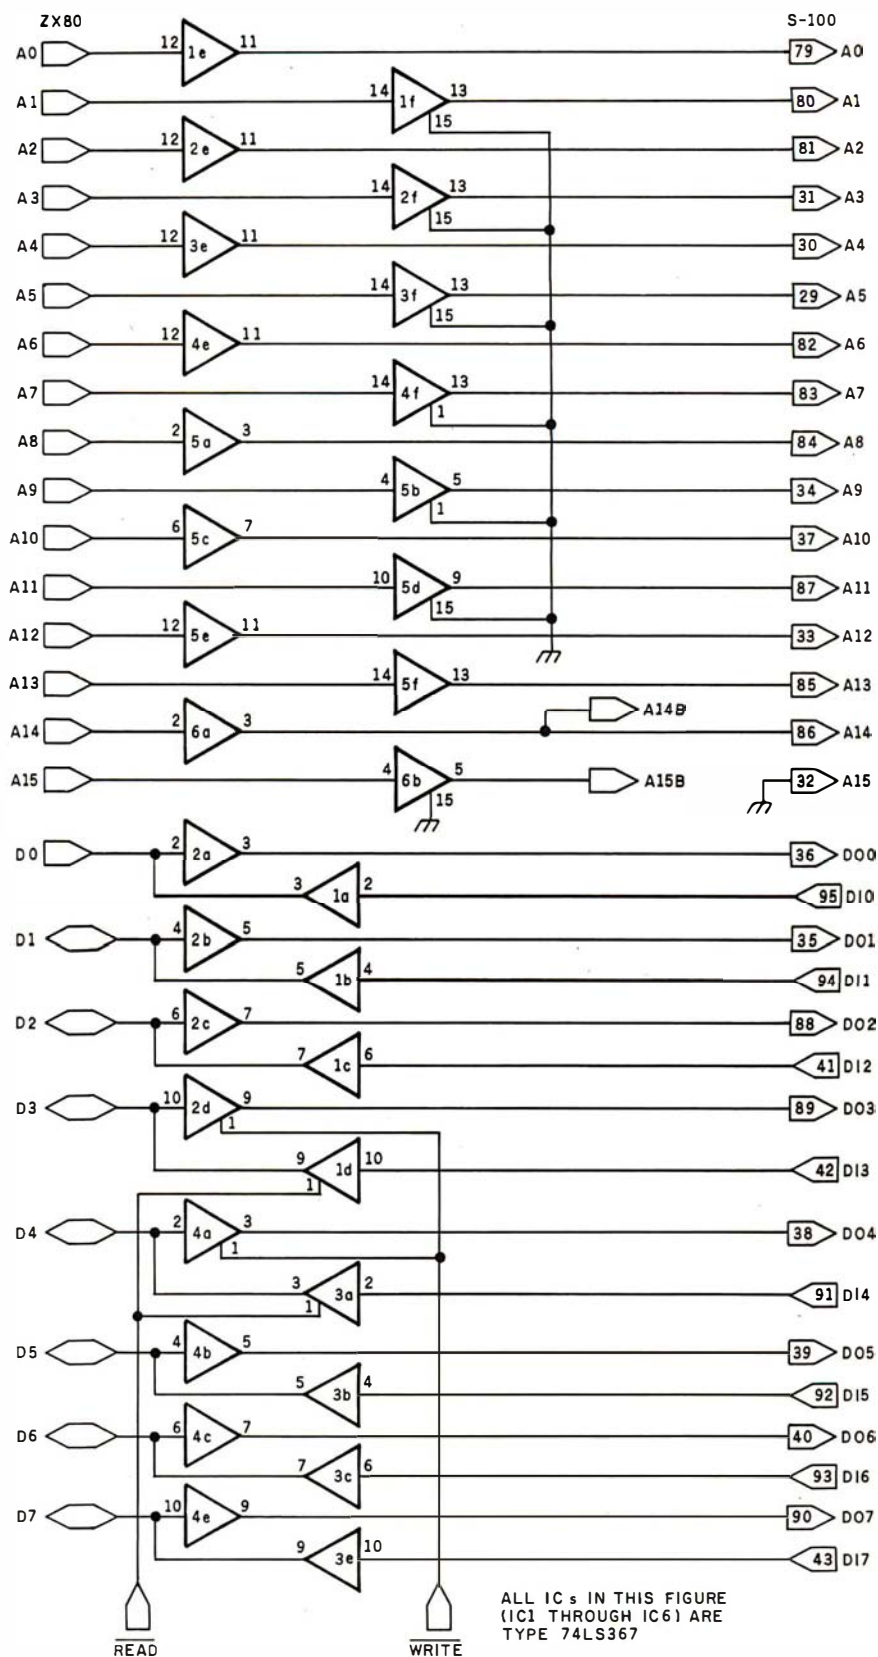 ZX80 S-100
A0 12 1e 11 79 A0
A1 14 1f 13 80 A1
15
A2 12 2e 11 81 A2
A3 14 2f 13 31 A3
15
A4 12 3e 11 30 A4
A5 14 3f 13 29 A5
15
A6 12 4e 11 82 A6
A7 14 4f 13 83 A7
1
A8 2 5a 3 84 A8
A9 4 5b 5 34 A9
1
A10 6 5c 7 37 A10
A11 10 5d 9 87 A11
15
A12 12 5e 11 33 A12
A13 14 5f 13 85 A13
A14B
A14 2 6a 3 86 A14
A15 4 6b 5 A15B 32 A15
15
D0 2 2a 3 36 DO0
3 1a 2 95 DI0
D1 4 2b 5 35 DO1
5 1b 4 94 DI1
D2 6 2c 7 88 DO2
7 1c 6 41 DI2
D3 10 2d 9 89 DO3
1
9 1d 10 42 DI3
1
D4 2 4a 3 38 DO4
1
3 3a 2 91 DI4
1
D5 4 4b 5 39 DO5
5 3b 4 92 DI5
D6 6 4c 7 40 DO6
7 3c 6 93 DI6
D7 10 4e 9 90 DO7
9 3e 10 43 DI7
READ WRITE
ALL ICs IN THIS FIGURE
(IC1 THROUGH IC6) ARE
TYPE 74LS367